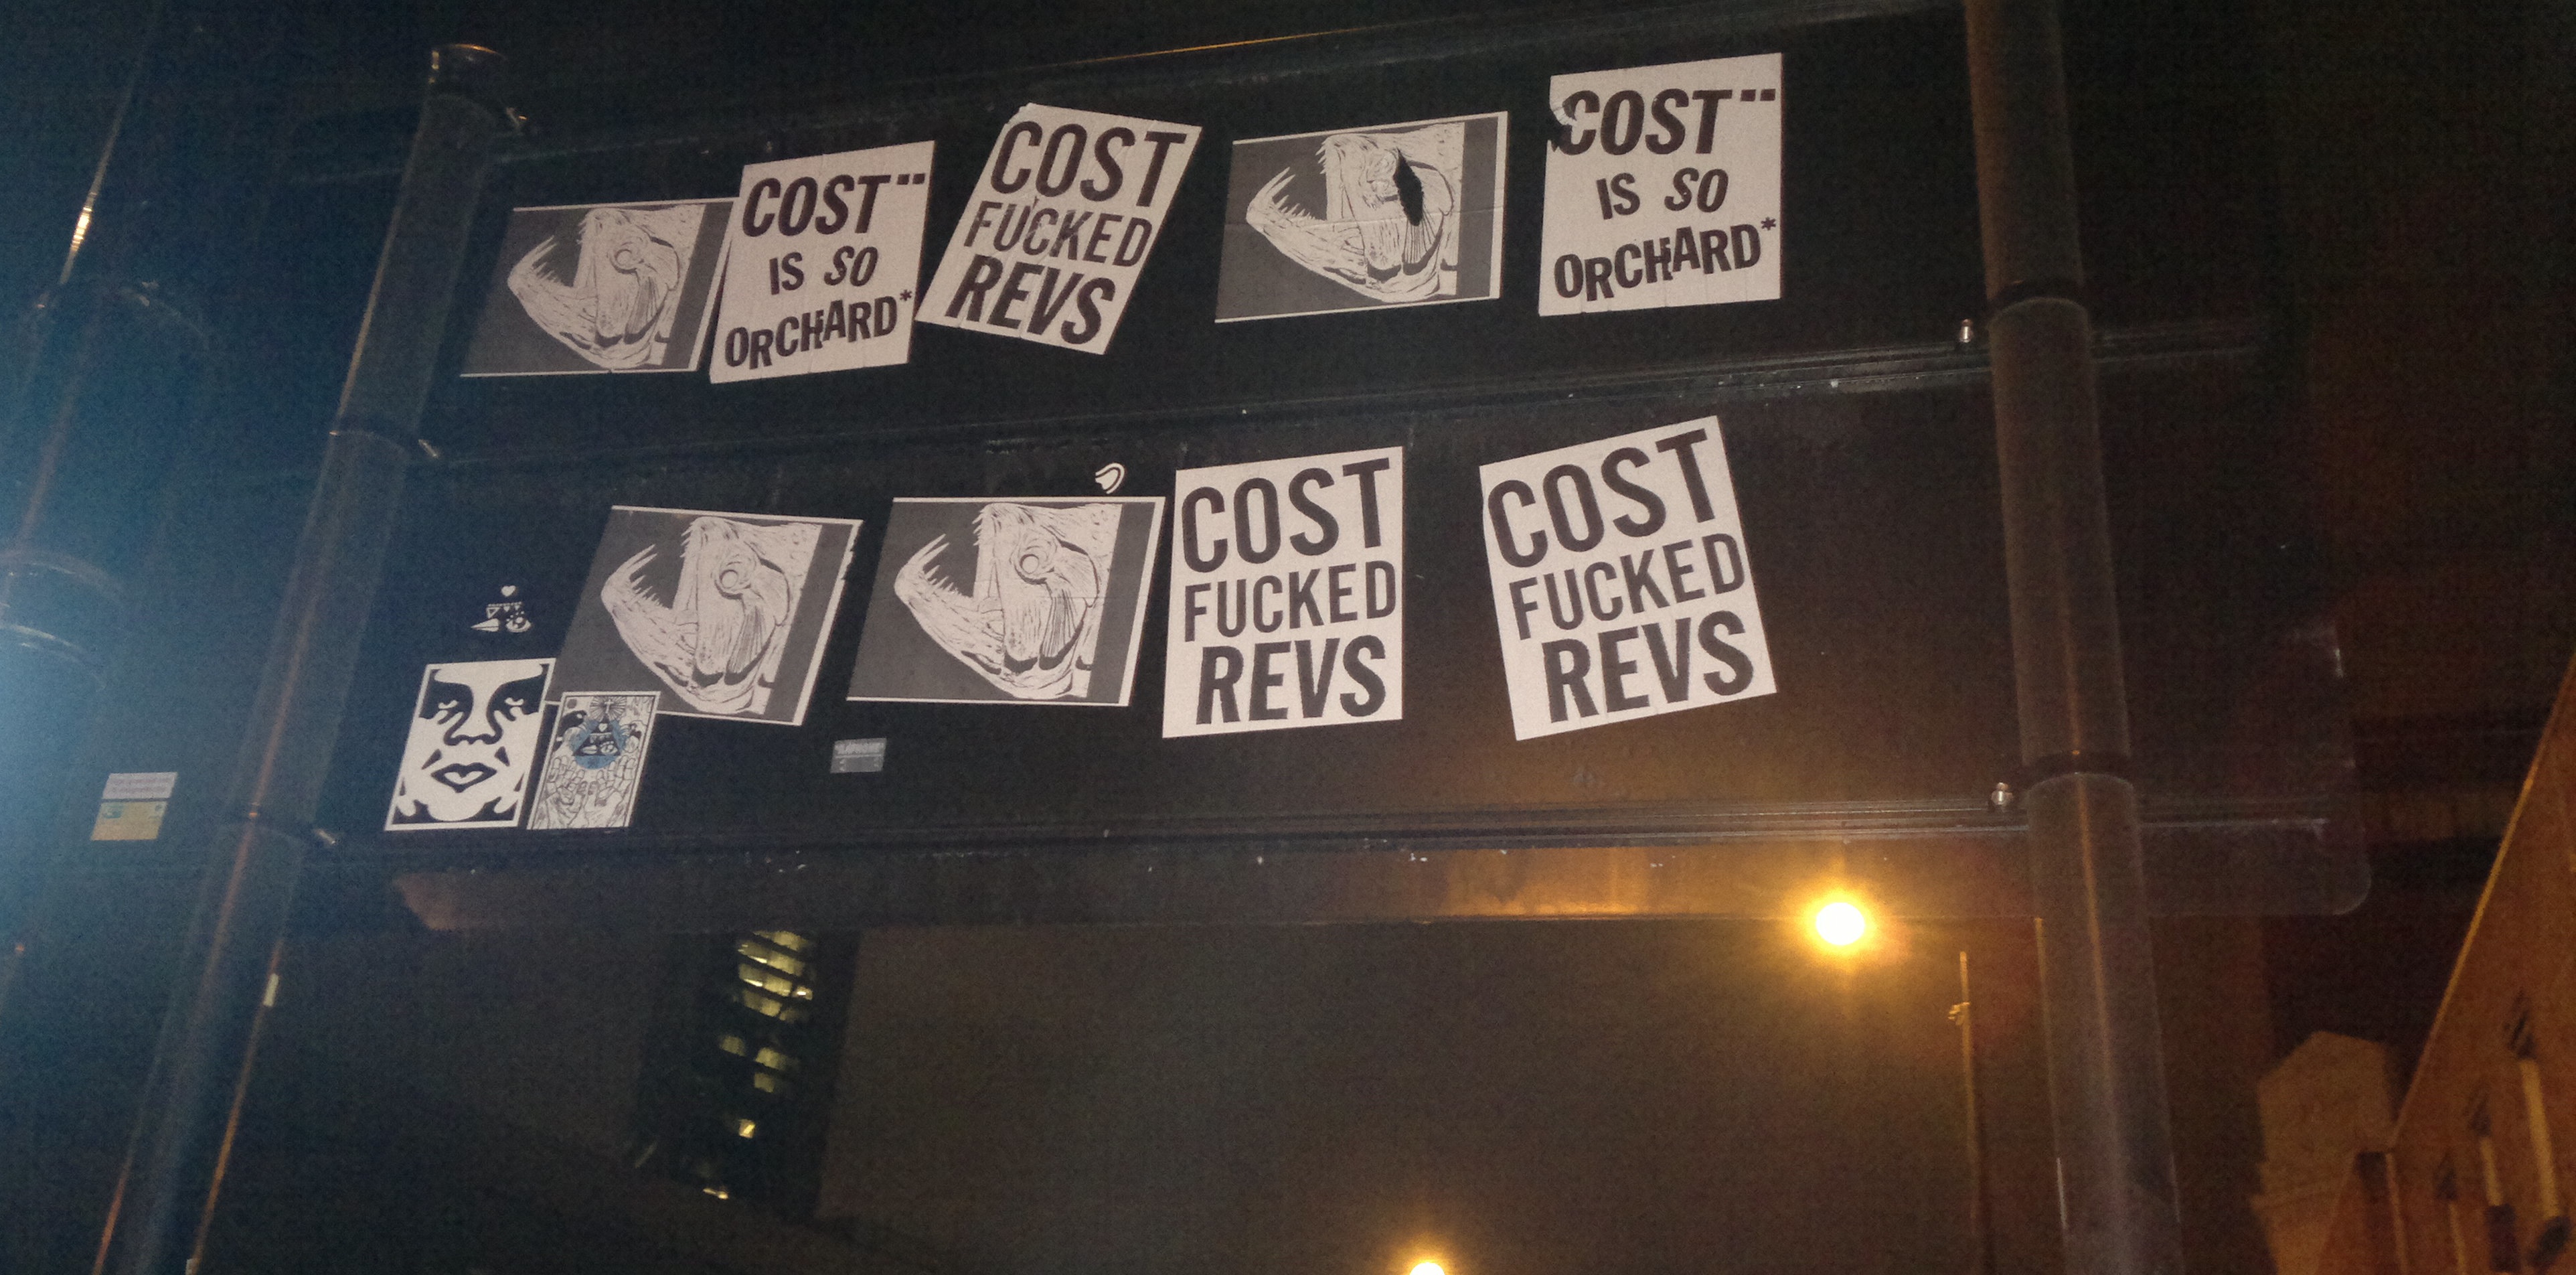 COST¨
IS SO
ORCHARD*
COST
FUCKED
REVS
COST¨
IS SO
ORCHARD*
COST
FUCKED
REVS
COST
FUCKED
REVS